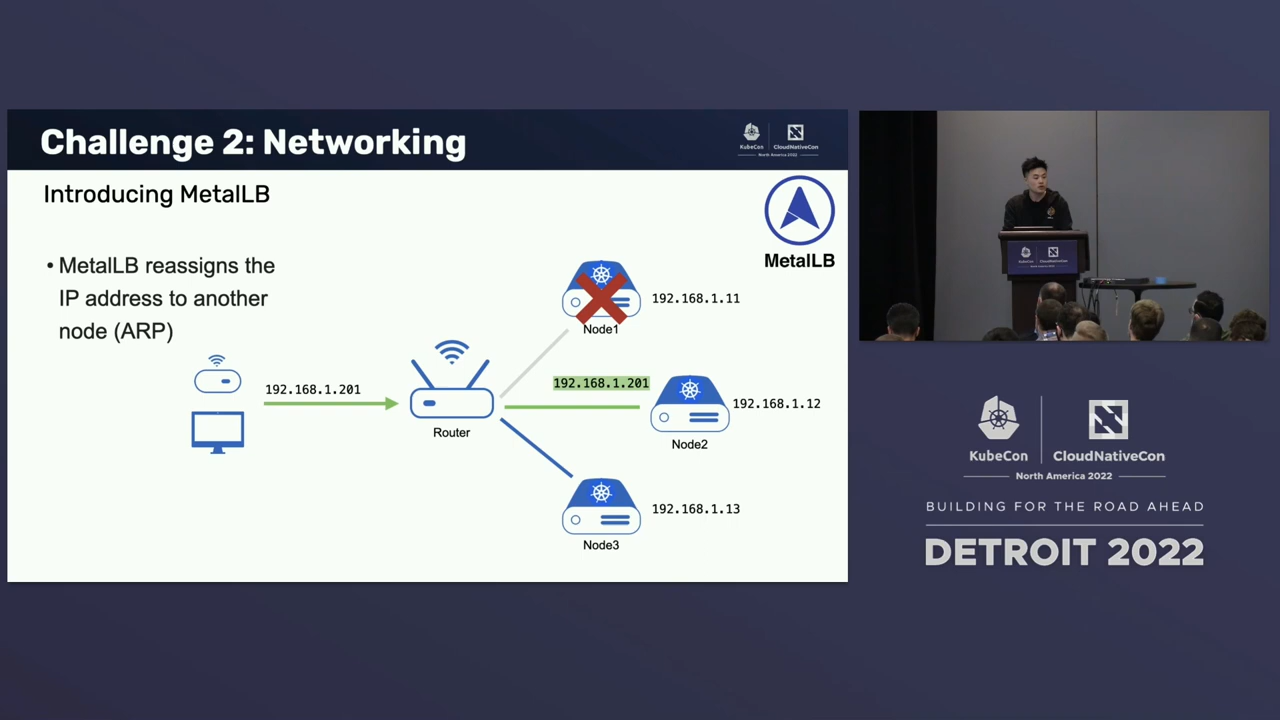 Challenge 2: Networking
KubeCon
CloudNativeCon
North America 2022
Introducing MetalLB
MetalLB
• MetalLB reassigns the
IP address to another
node (ARP)
192.168.1.11
Node1
192.168.1.201
192.168.1.201
192.168.1.12
Router
Node2
192.168.1.13
Node3
KubeCon
CloudNativeCon
KubeCon
CloudNativeCon
North America 2022
BUILDING FOR THE ROAD AHEAD
DETROIT 2022